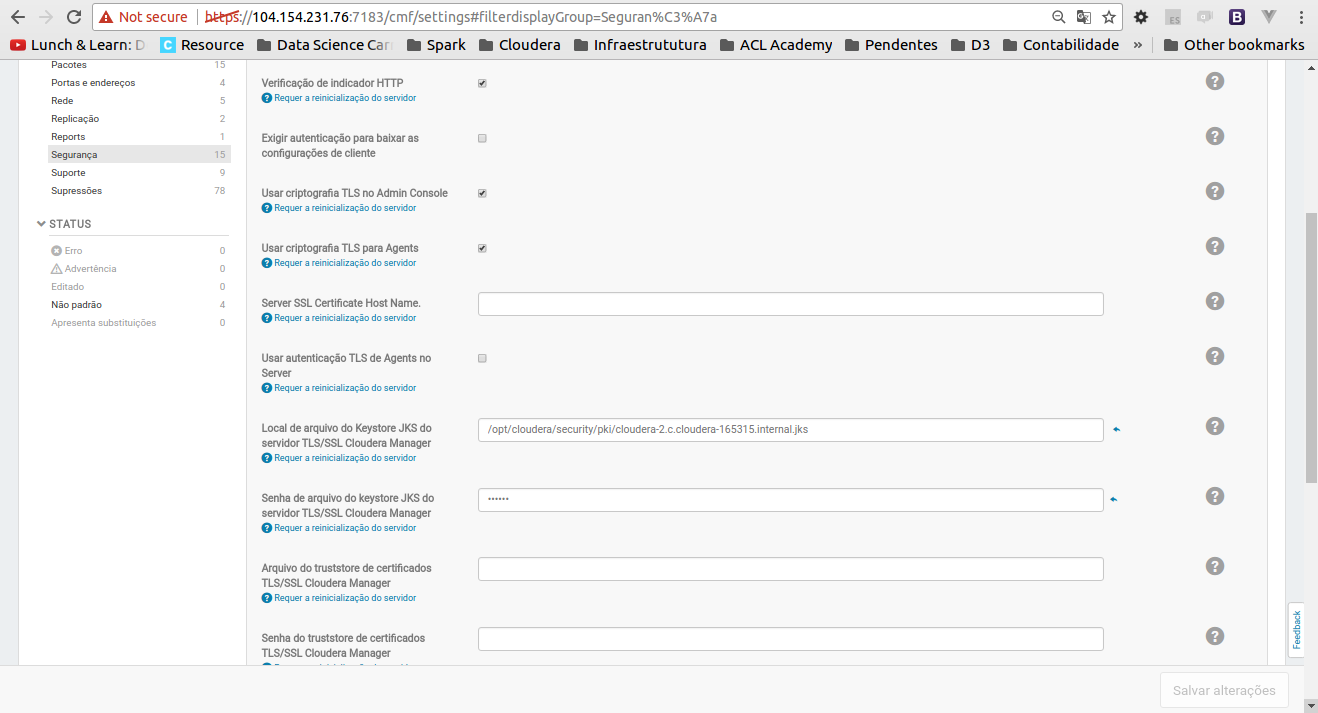 Not secure https://104.154.231.76:7183/cmf/settings#filterdisplayGroup=Seguran%C3%A7a
ES
B
Lunch & Learn: D
C Resource
Data Science Car
Spark
Cloudera
Infraestrututura
ACL Academy
Pendentes
D3
Contabilidade
»
Other bookmarks
Pacotes 15
Portas e endereços 4
Rede 5
Replicação 2
Reports 1
Segurança 15
Suporte 9
Supressões 78
STATUS
Erro 0
Advertência 0
Editado 0
Não padrão 4
Apresenta substituições 0
Verificação de indicador HTTP
Requer a reinicialização do servidor
Exigir autenticação para baixar as
configurações de cliente
Usar criptografia TLS no Admin Console
Requer a reinicialização do servidor
Usar criptografia TLS para Agents
Requer a reinicialização do servidor
Server SSL Certificate Host Name.
Requer a reinicialização do servidor
Usar autenticação TLS de Agents no
Server
Requer a reinicialização do servidor
Local de arquivo do Keystore JKS do
servidor TLS/SSL Cloudera Manager
Requer a reinicialização do servidor
/opt/cloudera/security/pki/cloudera-2.c.cloudera-165315.internal.jks
Senha de arquivo do keystore JKS do
servidor TLS/SSL Cloudera Manager
Requer a reinicialização do servidor
••••••
Arquivo do truststore de certificados
TLS/SSL Cloudera Manager
Requer a reinicialização do servidor
Senha do truststore de certificados
TLS/SSL Cloudera Manager
Feedback
Salvar alterações